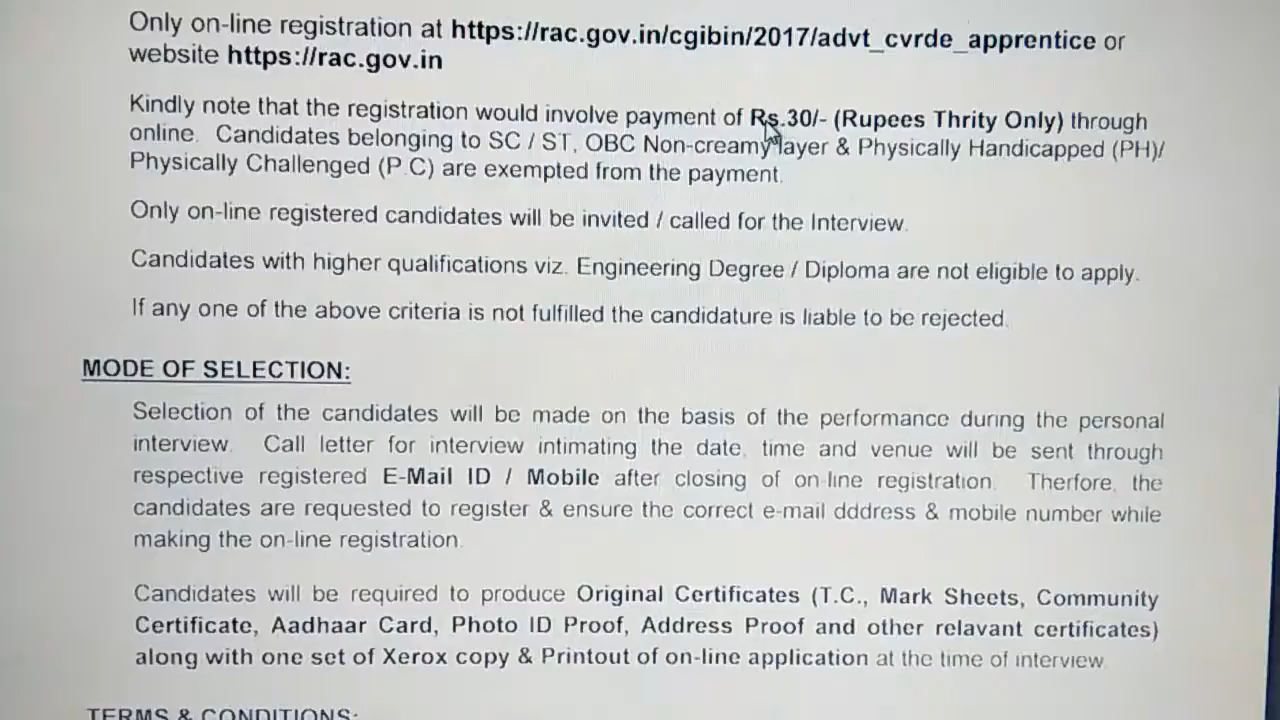 Only on-line registration at https://rac.gov.in/cgibin/2017/advt_cvrde_apprentice or
website https://rac.gov.in
Kindly note that the registration would involve payment of Rs.30/- (Rupees Thrity Only) through
online. Candidates belonging to SC / ST, OBC Non-creamy layer & Physically Handicapped (PH)/
Physically Challenged (P.C) are exempted from the payment.
Only on-line registered candidates will be invited / called for the Interview.
Candidates with higher qualifications viz. Engineering Degree / Diploma are not eligible to apply.
If any one of the above criteria is not fulfilled the candidature is liable to be rejected.
MODE OF SELECTION:
Selection of the candidates will be made on the basis of the performance during the personal
interview. Call letter for interview intimating the date, time and venue will be sent through
respective registered E-Mail ID / Mobile after closing of on-line registration. Therfore, the
candidates are requested to register & ensure the correct e-mail dddress & mobile number while
making the on-line registration.
Candidates will be required to produce Original Certificates (T.C., Mark Sheets, Community
Certificate, Aadhaar Card, Photo ID Proof, Address Proof and other relavant certificates)
along with one set of Xerox copy & Printout of on-line application at the time of interview.
TERMS & CONDITIONS: